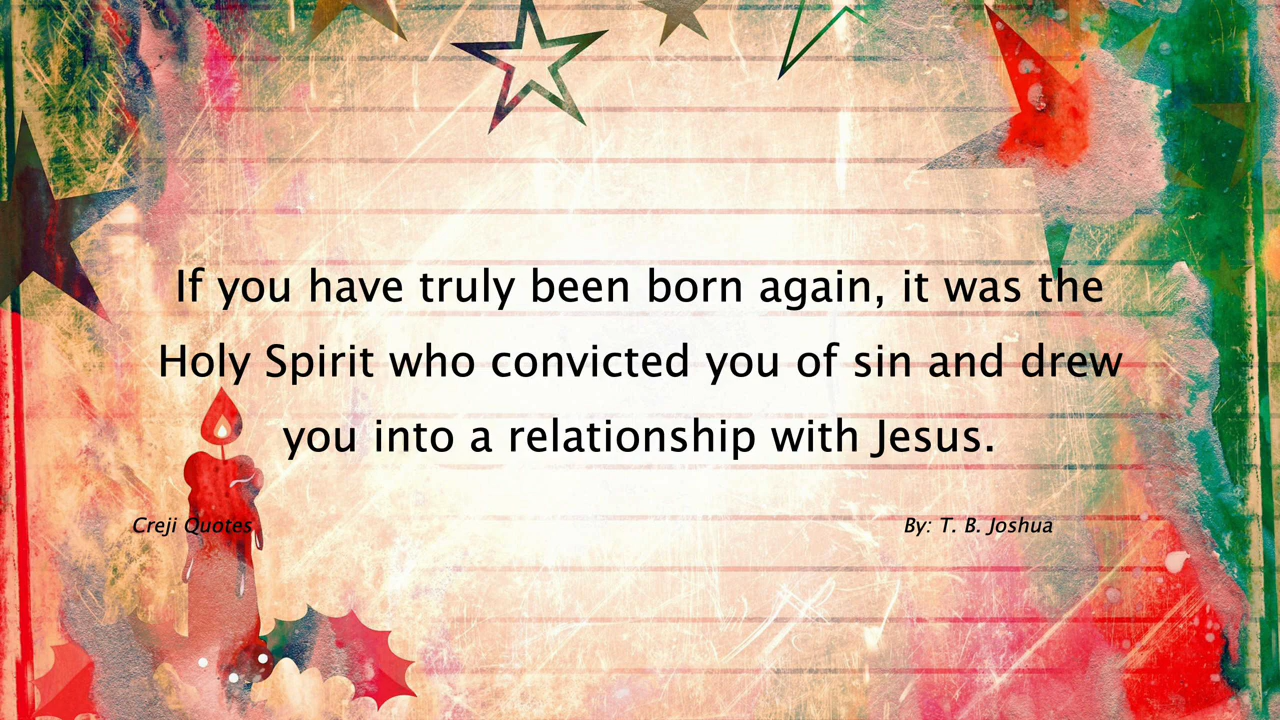 If you have truly been born again, it was the
Holy Spirit who convicted you of sin and drew
you into a relationship with Jesus.
Creji Quotes
By: T. B. Joshua